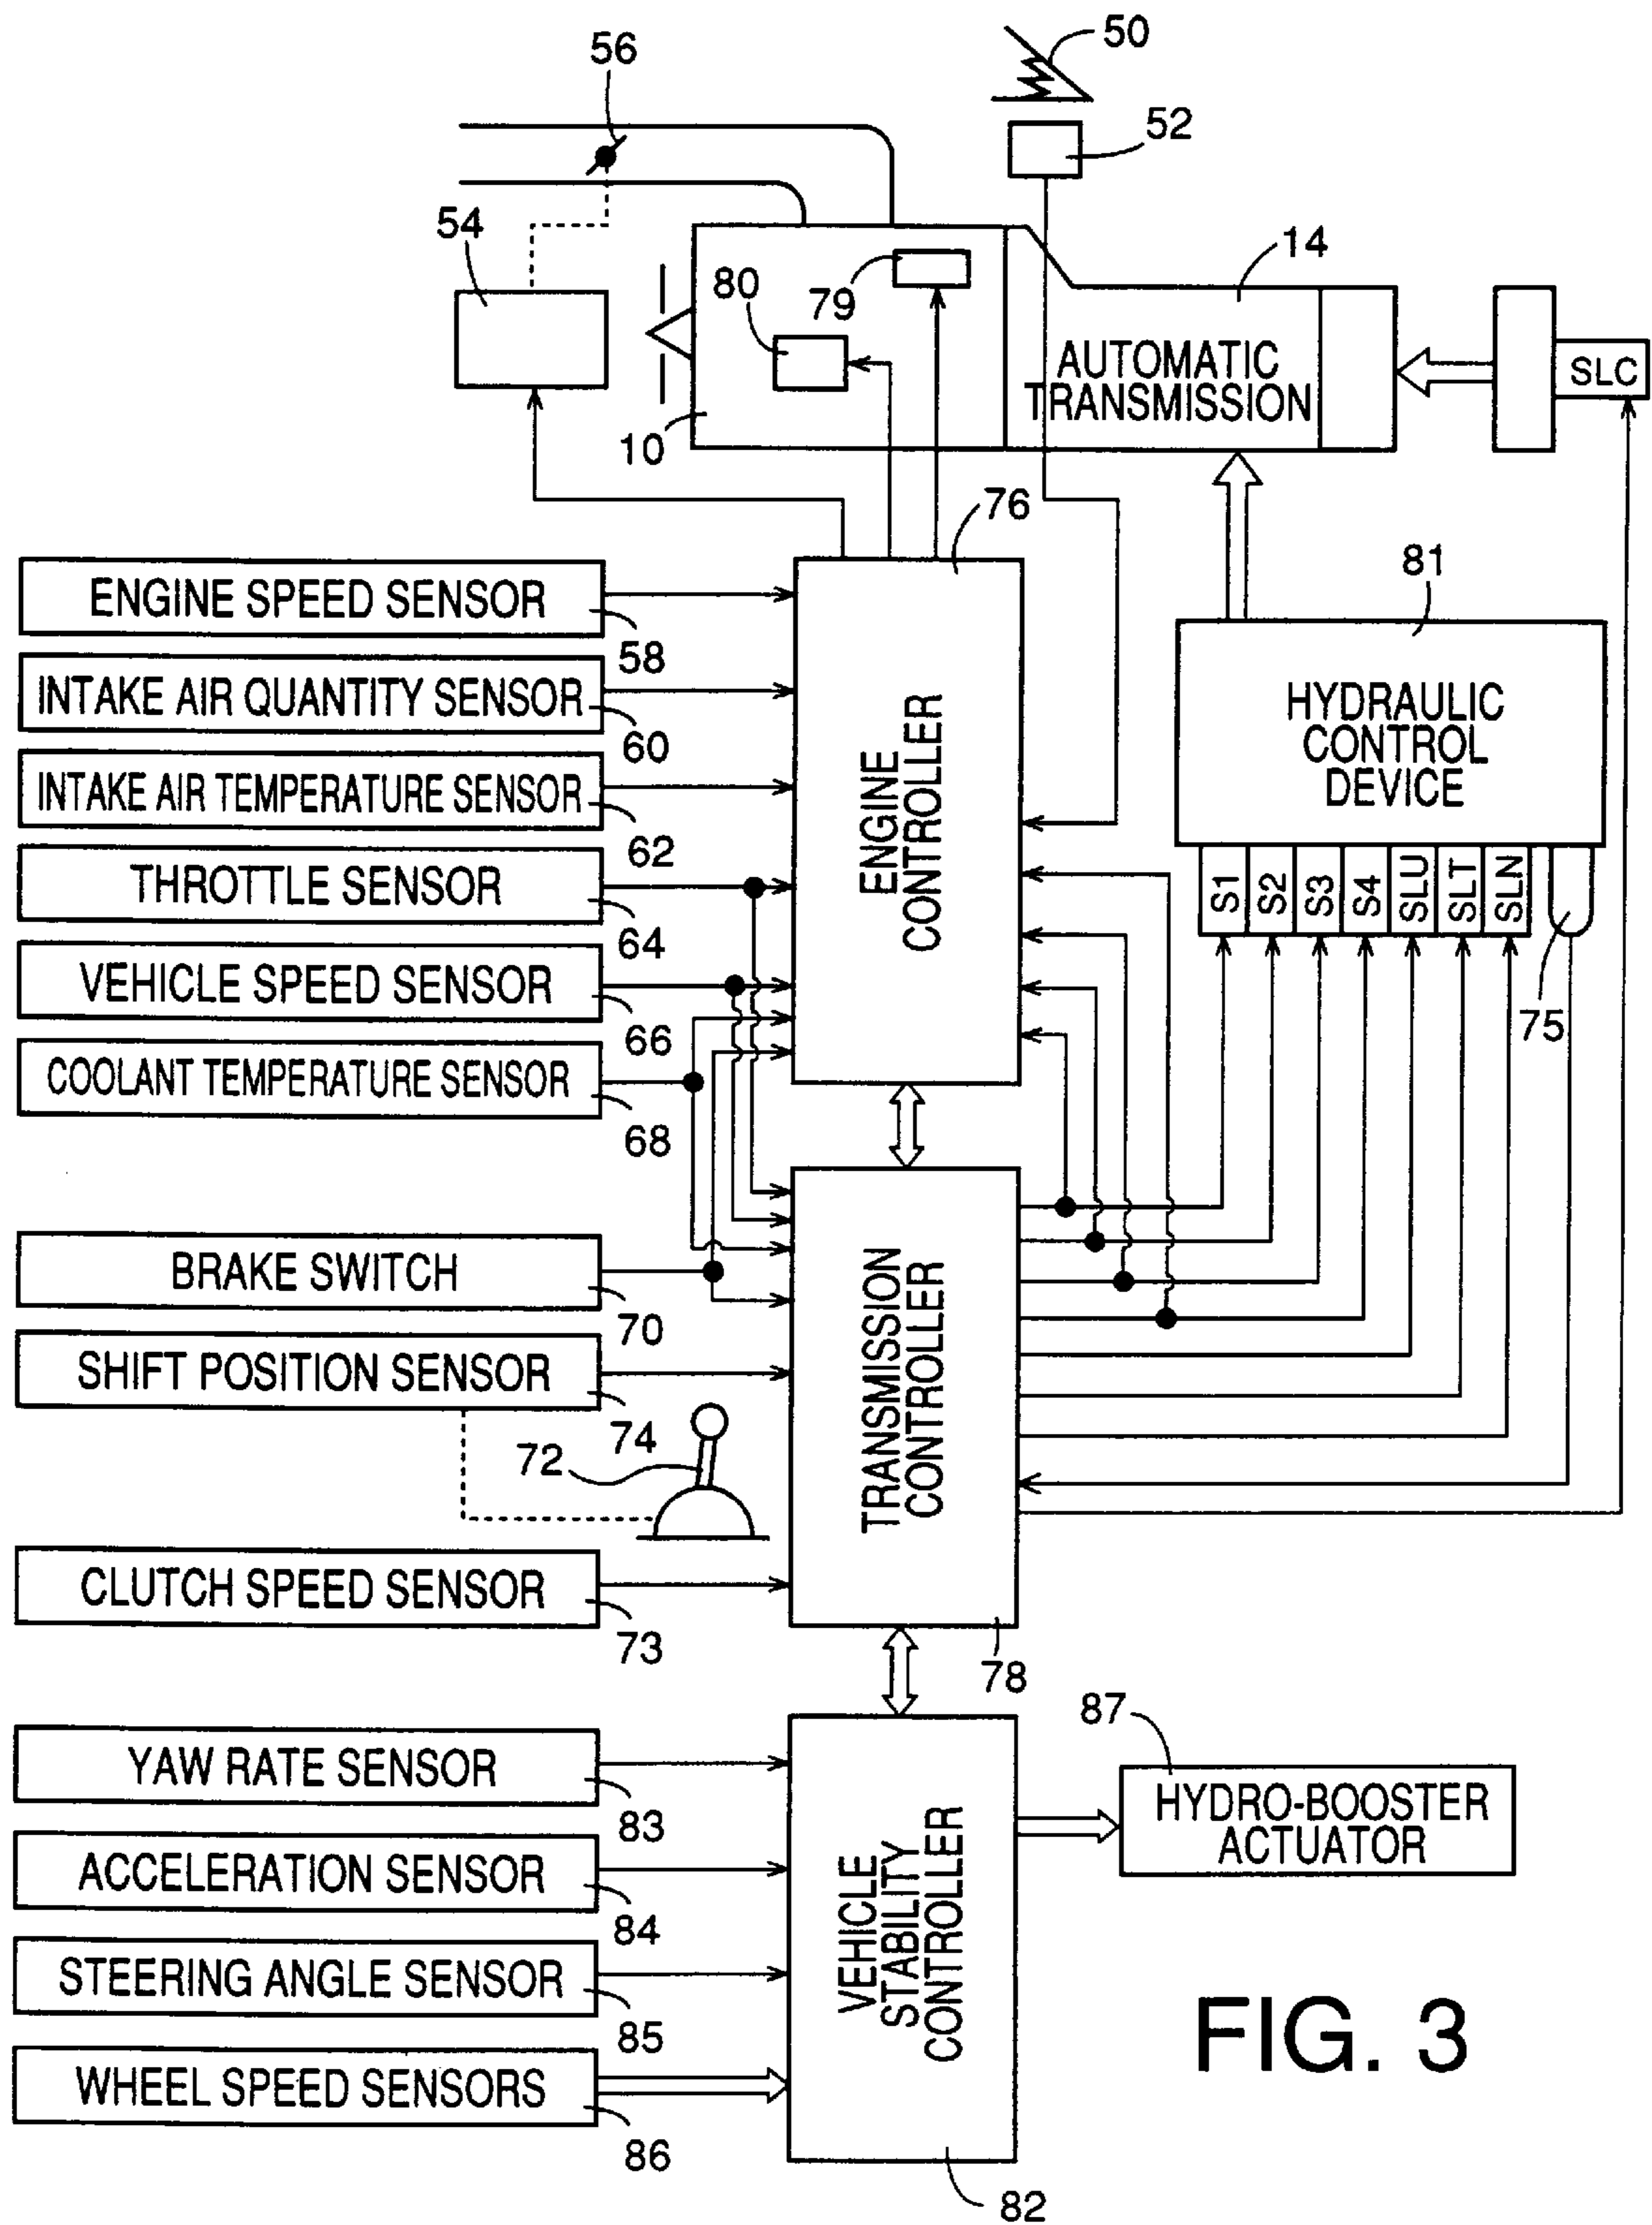 56
50
52
54
14
80
79
AUTOMATIC
TRANSMISSION
SLC
10
76
81
ENGINE SPEED SENSOR
58
INTAKE AIR QUANTITY SENSOR
60
INTAKE AIR TEMPERATURE SENSOR
62
THROTTLE SENSOR
64
VEHICLE SPEED SENSOR
66
COOLANT TEMPERATURE SENSOR
68
ENGINE
CONTROLLER
HYDRAULIC
CONTROL
DEVICE
S1
S2
S3
S4
SLU
SLT
SLN
75
BRAKE SWITCH
70
SHIFT POSITION SENSOR
74
72
CLUTCH SPEED SENSOR
73
TRANSMISSION
CONTROLLER
78
YAW RATE SENSOR
83
ACCELERATION SENSOR
84
STEERING ANGLE SENSOR
85
WHEEL SPEED SENSORS
86
VEHICLE
STABILITY
CONTROLLER
82
87
HYDRO-BOOSTER
ACTUATOR
FIG. 3